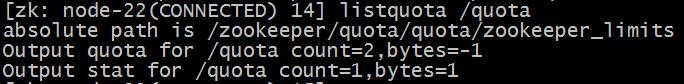 [zk: node-22(CONNECTED) 14] listquota /quota
absolute path is /zookeeper/quota/quota/zookeeper_limits
Output quota for /quota count=2,bytes=-1
Output stat for /quota count=1,bytes=1